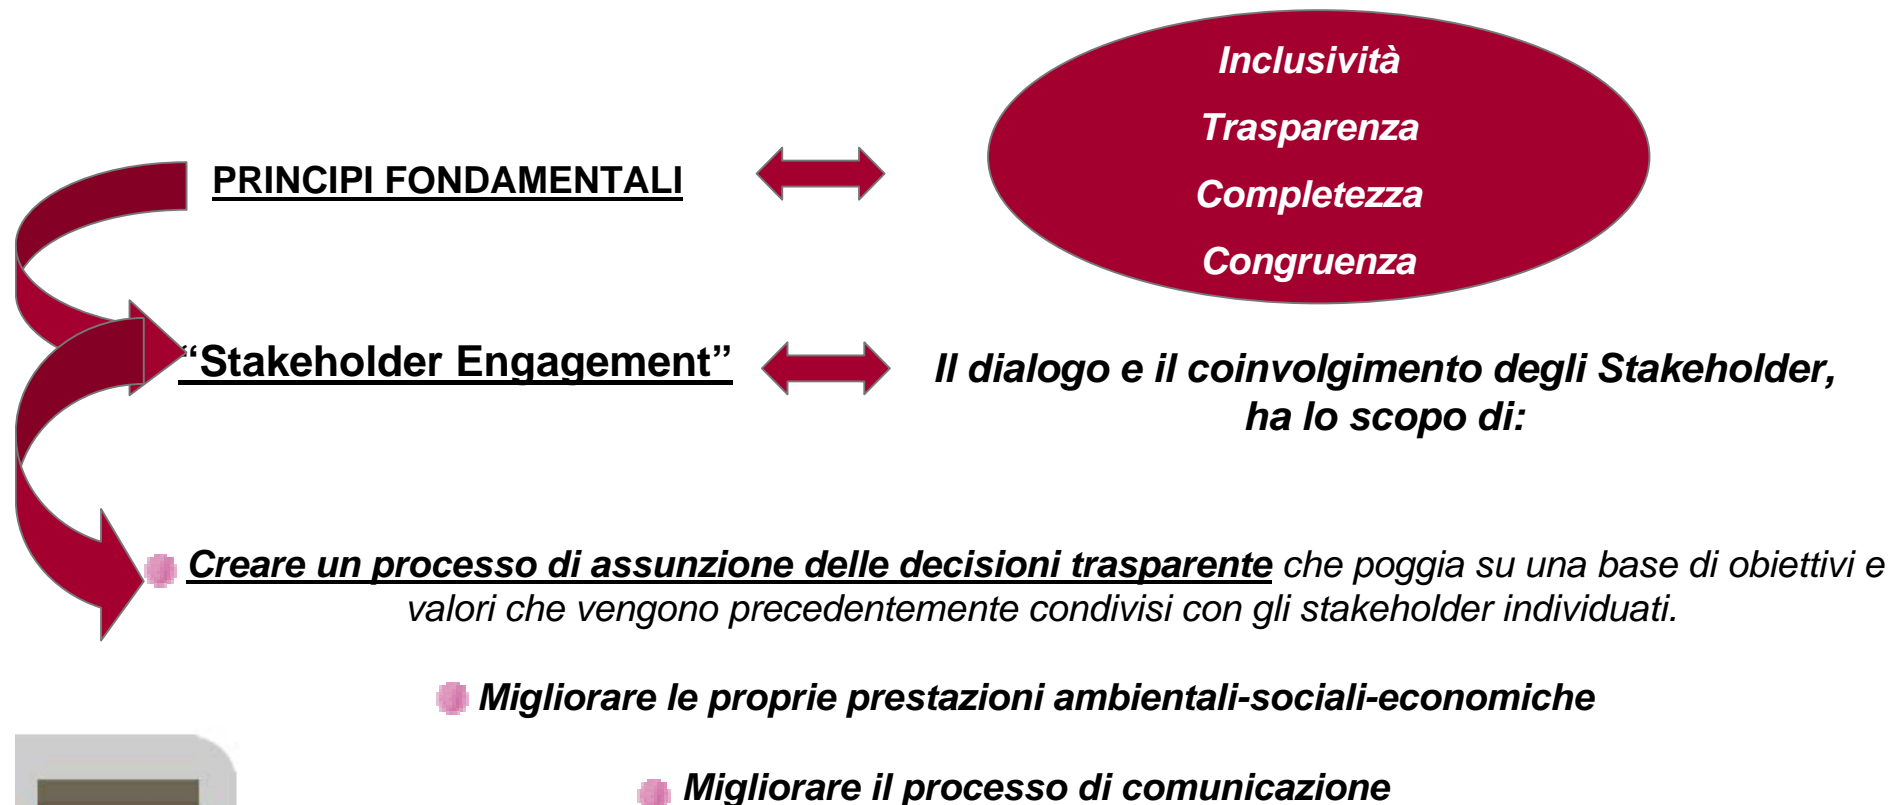 Inclusività
Trasparenza
Completezza
Congruenza
PRINCIPI FONDAMENTALI
“Stakeholder Engagement”
Il dialogo e il coinvolgimento degli Stakeholder,
ha lo scopo di:
Creare un processo di assunzione delle decisioni trasparente che poggia su una base di obiettivi e
valori che vengono precedentemente condivisi con gli stakeholder individuati.
Migliorare le proprie prestazioni ambientali-sociali-economiche
Migliorare il processo di comunicazione